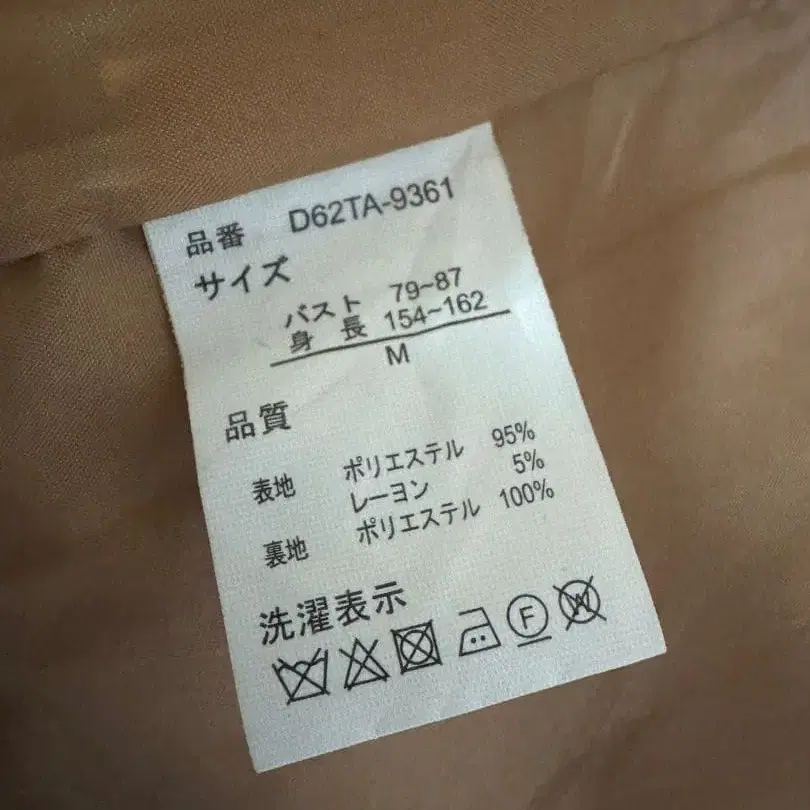 品番 D62TA-9361
サイズ
バスト 79~87
身長 154~162
M
品質
表地 ポリエステル 95%
レーヨン 5%
裏地 ポリエステル 100%
洗濯表示
F W